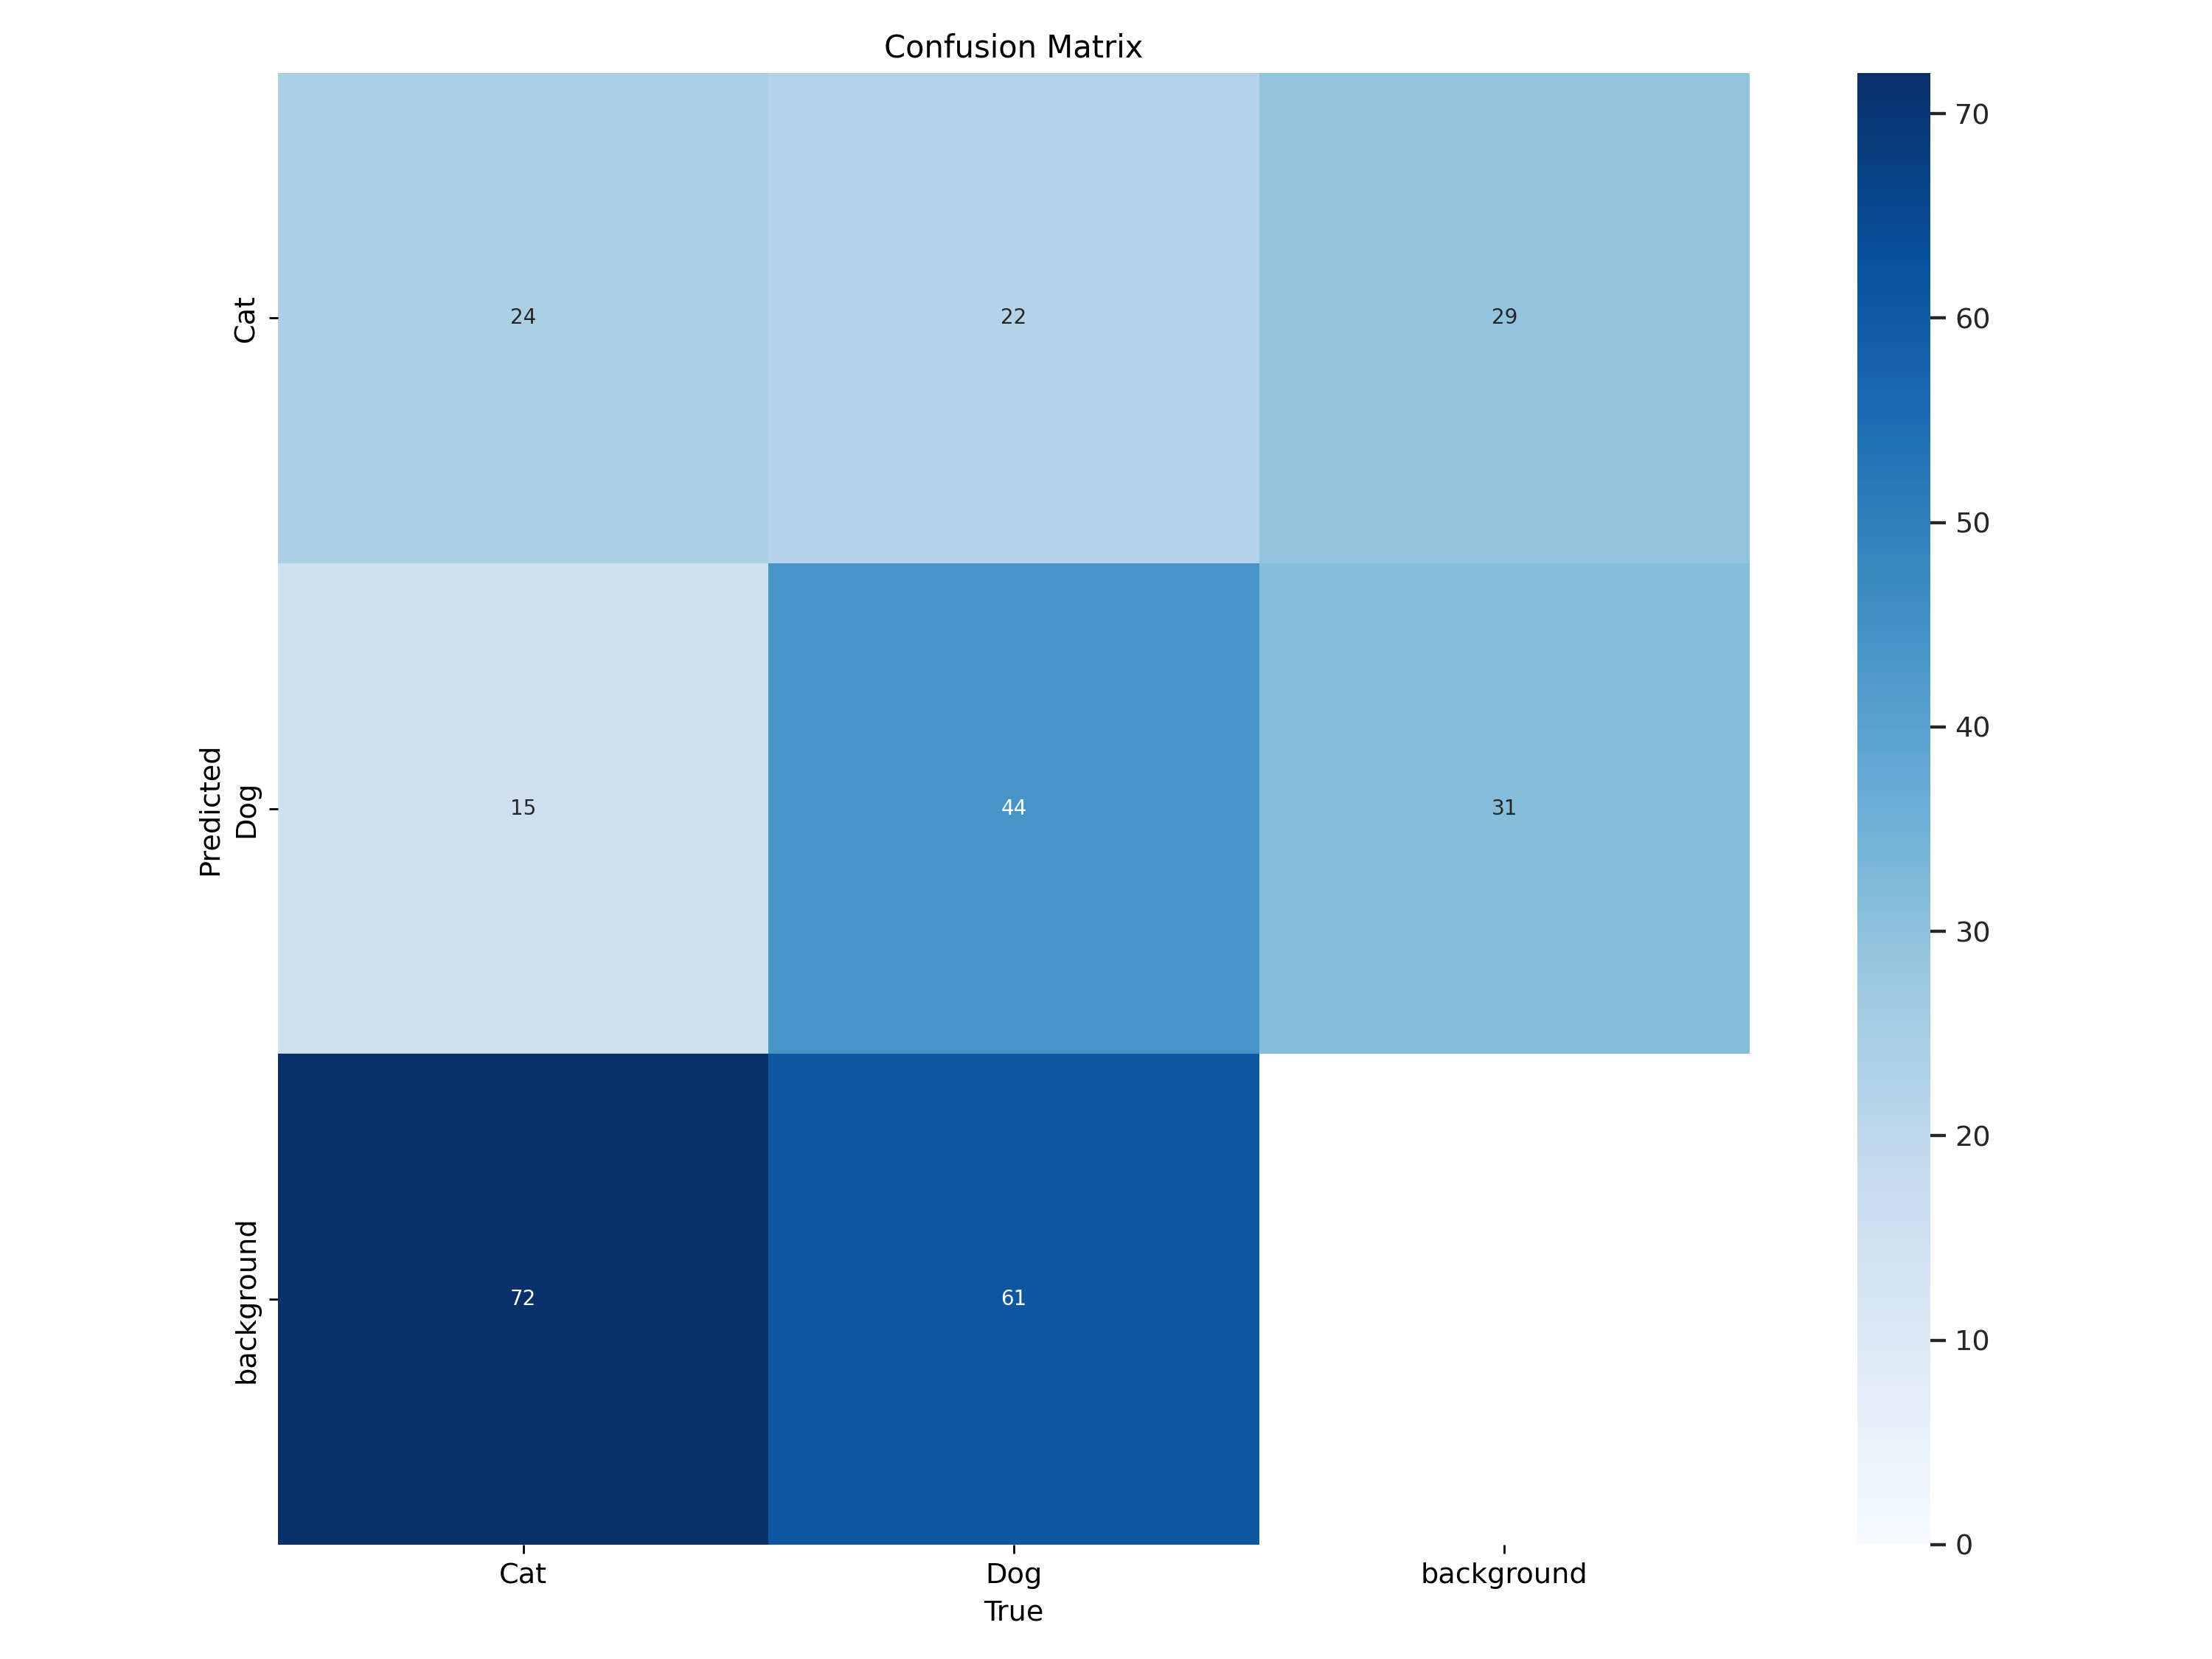 Confusion Matrix
Cat
24 22 29
70
60
50
Predicted
Dog
15 44 31
40
30
20
background
72 61
10
0
Cat Dog background
True